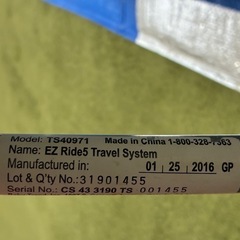 Model: TS40971 Made in China 1-800-328-7363
Name: EZ Ride5 Travel System
Manufactured in: 01 25 2016 GP
Lot & Q'ty No.: 31901455
Serial No.: CS 43 3190 TS 001455